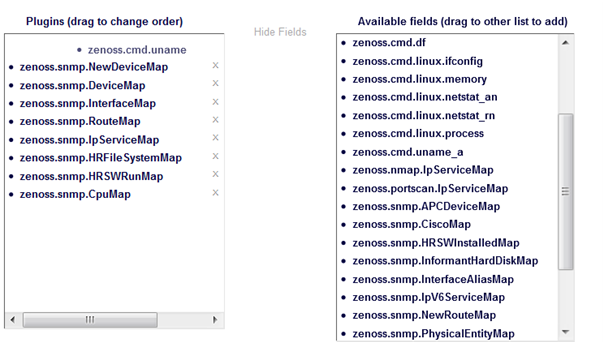 Plugins (drag to change order)
zenoss.cmd.uname
zenoss.snmp.NewDeviceMap x
zenoss.snmp.DeviceMap x
zenoss.snmp.InterfaceMap x
zenoss.snmp.RouteMap x
zenoss.snmp.IpServiceMap x
zenoss.snmp.HRFileSystemMap x
zenoss.snmp.HRSWRunMap x
zenoss.snmp.CpuMap x
Hide Fields
Available fields (drag to other list to add)
zenoss.cmd.df
zenoss.cmd.linux.ifconfig
zenoss.cmd.linux.memory
zenoss.cmd.linux.netstat_an
zenoss.cmd.linux.netstat_rn
zenoss.cmd.linux.process
zenoss.cmd.uname_a
zenoss.nmap.IpServiceMap
zenoss.portscan.IpServiceMap
zenoss.snmp.APCDeviceMap
zenoss.snmp.CiscoMap
zenoss.snmp.HRSWInstalledMap
zenoss.snmp.InformantHardDiskMap
zenoss.snmp.InterfaceAliasMap
zenoss.snmp.IpV6ServiceMap
zenoss.snmp.NewRouteMap
zenoss.snmp.PhysicalEntityMap